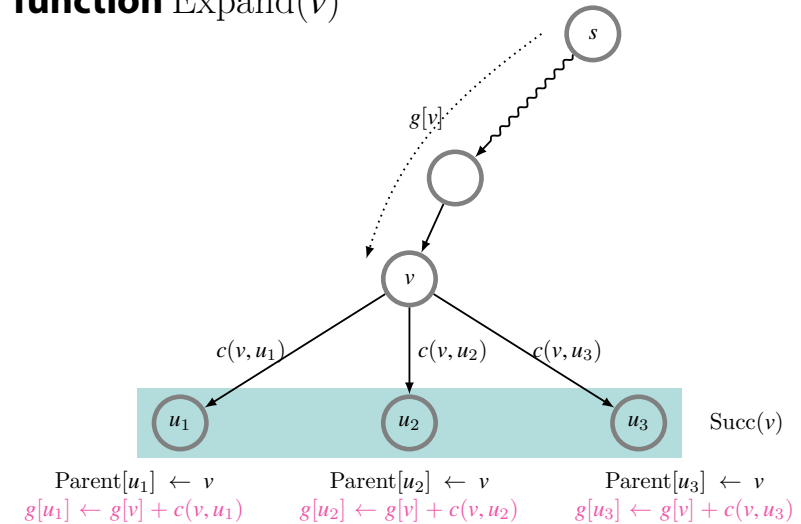 function Expand(v)
s
g[v]
v
c(v, u₁) c(v, u₂) c(v, u₃)
u₁ u₂ u₃ Succ(v)
Parent[u₁] ← v Parent[u₂] ← v Parent[u₃] ← v
g[u₁] ← g[v] + c(v, u₁) g[u₂] ← g[v] + c(v, u₂) g[u₃] ← g[v] + c(v, u₃)